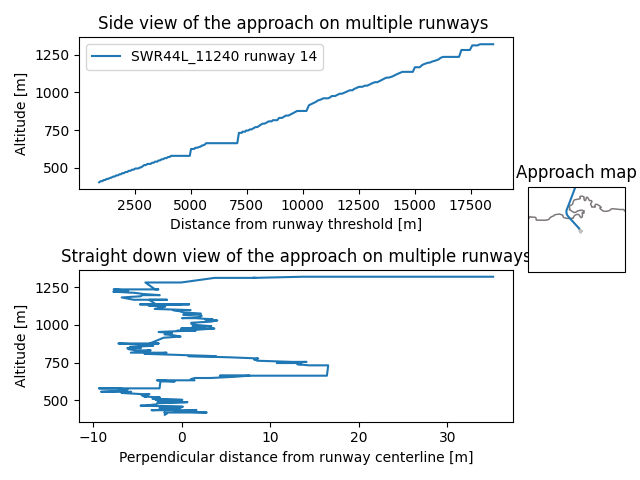 Side view of the approach on multiple runways
SWR44L_11240 runway 14
Altitude [m]
1250
1000
750
500
2500 5000 7500 10000 12500 15000 17500
Distance from runway threshold [m]
Approach map
Straight down view of the approach on multiple runways
Altitude [m]
1250
1000
750
500
−10 0 10 20 30
Perpendicular distance from runway centerline [m]